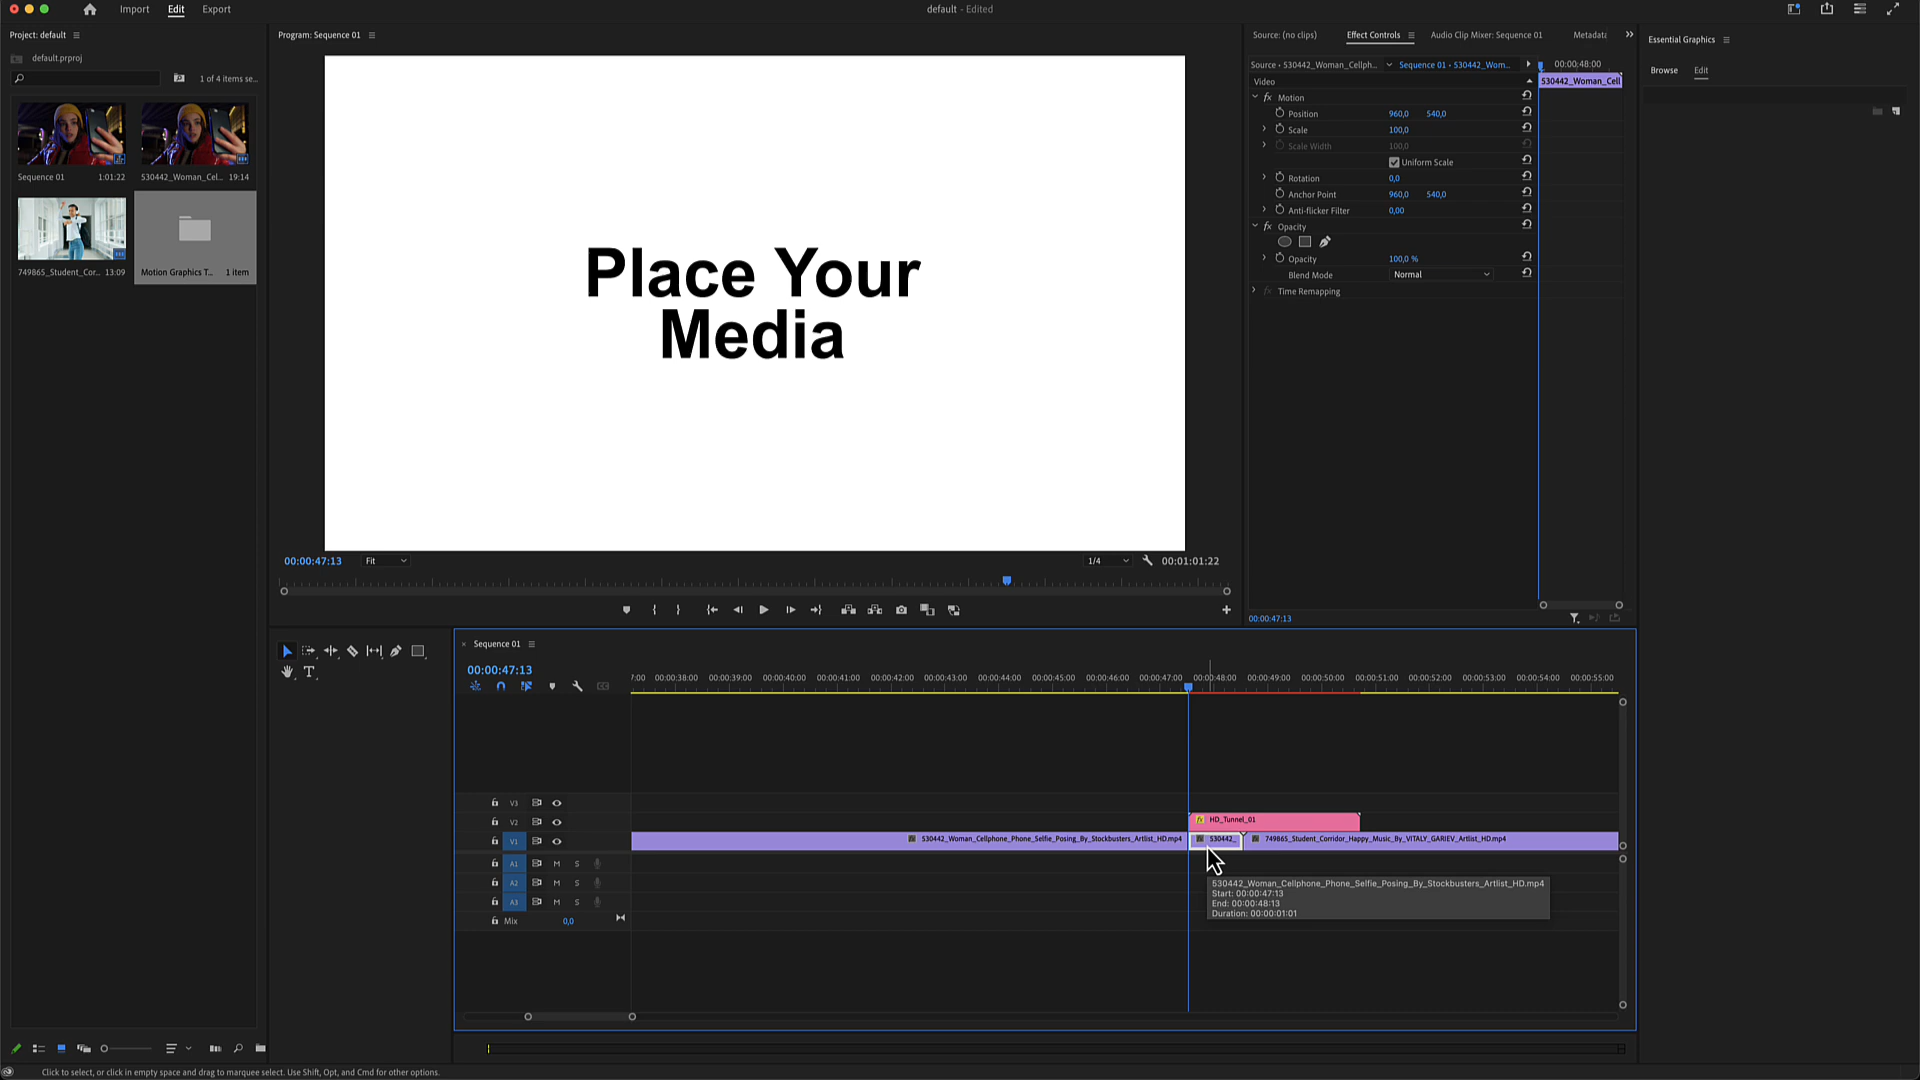 Import Edit Export
default - Edited
Project: default
default.prproj
1 of 4 items se...
Sequence 01 1:01:22
530442_Woman_Cel... 19:14
749865_Student_Cor... 13:09
Motion Graphics T... 1 item
Program: Sequence 01
Place Your
Media
00:00:47:13 Fit 1/4 00:01:01:22
Source: (no clips) Effect Controls Audio Clip Mixer: Sequence 01 Metadata
Source • 530442_Woman_Cellph... Sequence 01 • 530442_Wom... 00:00:48:00
Video 530442_Woman_Cell
fx Motion
Position 960,0 540,0
Scale 100,0
Scale Width 100,0
Uniform Scale
Rotation 0,0
Anchor Point 960,0 540,0
Anti-flicker Filter 0,00
fx Opacity
Opacity 100,0 %
Blend Mode Normal
fx Time Remapping
00:00:47:13
Essential Graphics
Browse Edit
Sequence 01
00:00:47:13
7:00 00:00:38:00 00:00:39:00 00:00:40:00 00:00:41:00 00:00:42:00 00:00:43:00 00:00:44:00 00:00:45:00 00:00:46:00 00:00:47:00 00:00:48:00 00:00:49:00 00:00:50:00 00:00:51:00 00:00:52:00 00:00:53:00 00:00:54:00 00:00:55:00
V3
V2 fx HD_Tunnel_01
V1 fx 530442_Woman_Cellphone_Phone_Selfie_Posing_By_Stockbusters_Artlist_HD.mp4 fx 530442_ fx 749865_Student_Corridor_Happy_Music_By_VITALY_GARIEV_Artlist_HD.mp4
A1 M S
A2 M S
A3 M S
Mix 0,0
530442_Woman_Cellphone_Phone_Selfie_Posing_By_Stockbusters_Artlist_HD.mp4
Start: 00:00:47:13
End: 00:00:48:13
Duration: 00:00:01:01
Click to select, or click in empty space and drag to marquee select. Use Shift, Opt, and Cmd for other options.